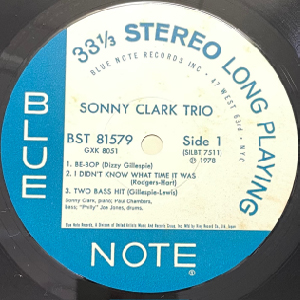 33 1/3 STEREO LONG PLAYING
BLUE NOTE RECORDS INC • 47 WEST 63rd • NYC
SONNY CLARK TRIO
BST 81579 Side 1
GXK 8051 (SILBT 7511)
℗ 1978
1. BE-BOP (Dizzy Gillespie)
2. I DIDN'T KNOW WHAT TIME IT WAS
(Rodgers-Hart)
3. TWO BASS HIT (Gillespie-Lewis)
Sonny Clark, piano; Paul Chambers,
bass; "Philly" Joe Jones, drums.
BLUE
NOTE
®